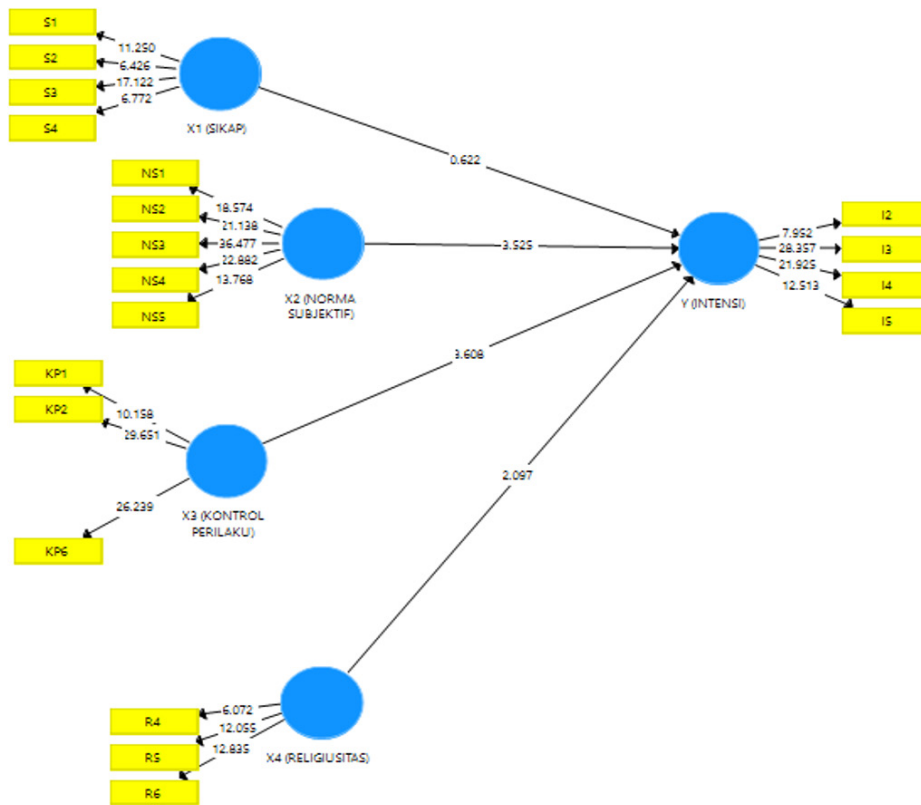 S1
S2
S3
S4
11.250
6.426
17.122
6.772
X1 (SIKAP)
0.622
NS1
NS2
NS3
NS4
NS5
18.574
21.138
36.477
22.882
13.768
X2 (NORMA
SUBJEKTIF)
3.525
I2
I3
I4
I5
7.952
28.357
21.925
12.513
Y (INTENSI)
KP1
KP2
KP6
10.158
29.651
26.239
X3 (KONTROL
PERILAKU)
3.608
2.097
R4
R5
R6
6.072
12.055
12.835
X4 (RELIGIUSITAS)